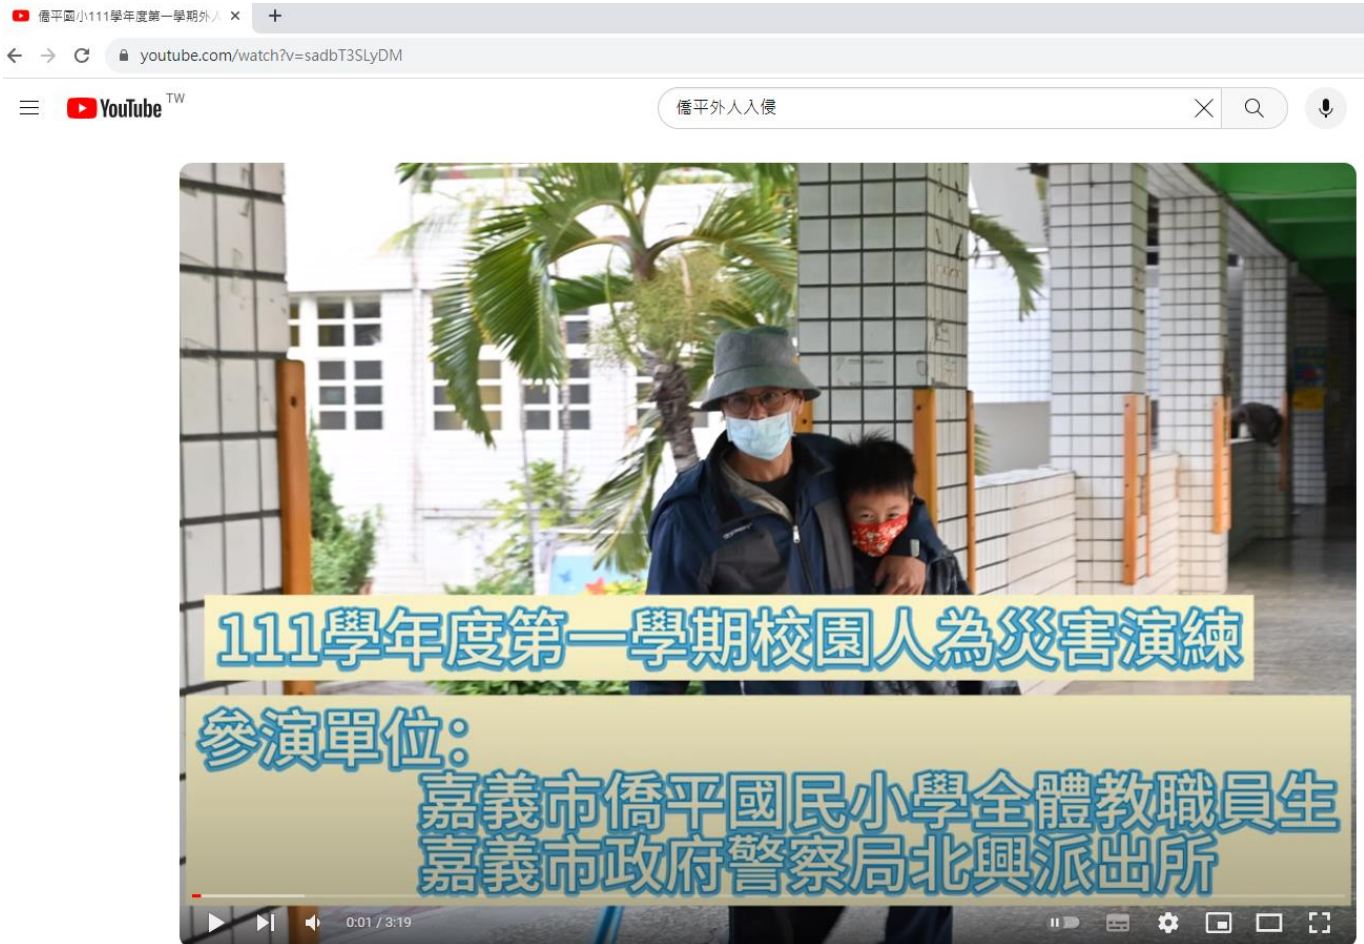 僑平國小111學年度第一學期外
youtube.com/watch?v=sadbT3SLyDM
YouTube TW
僑平外人入侵
111學年度第一學期校園人為災害演練
參演單位:
嘉義市僑平國民小學全體教職員生
嘉義市政府警察局北興派出所
0:01 / 3:19